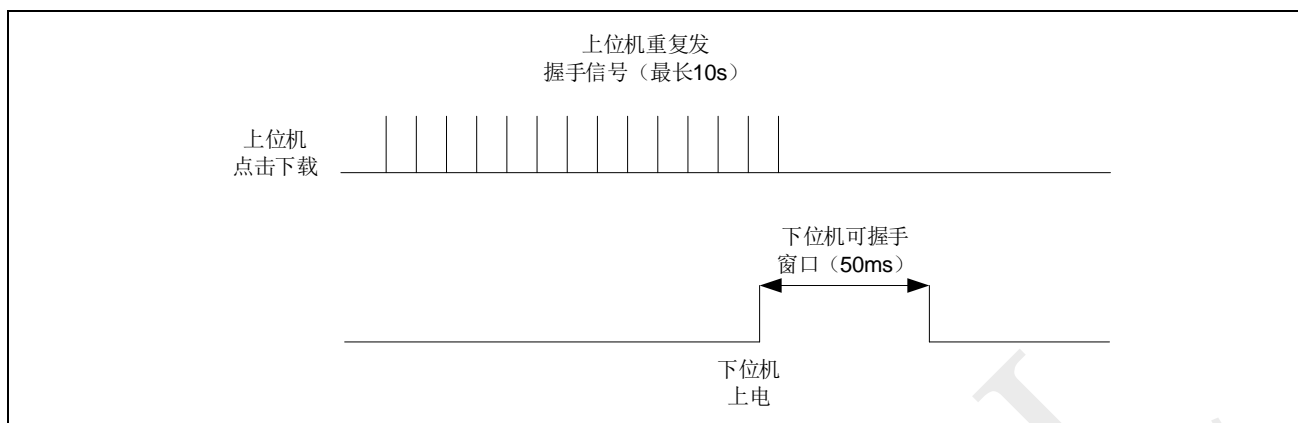 上位机重复发
握手信号（最长10s）
上位机
点击下载
下位机可握手
窗口（50ms）
下位机
上电